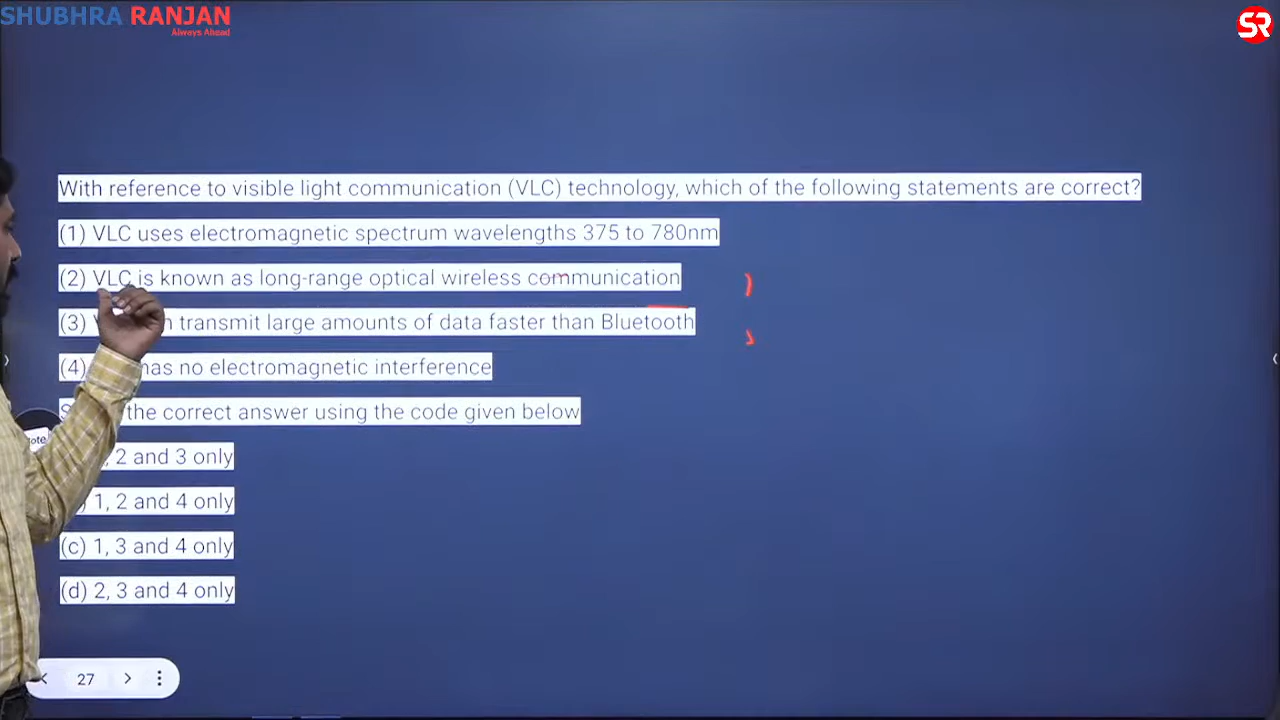 SHUBHRA RANJAN
Always Ahead
SR
With reference to visible light communication (VLC) technology, which of the following statements are correct?
(1) VLC uses electromagnetic spectrum wavelengths 375 to 780nm
(2) VLC is known as long-range optical wireless communication
(3) transmit large amounts of data faster than Bluetooth
(4) has no electromagnetic interference
the correct answer using the code given below
2 and 3 only
1, 2 and 4 only
(c) 1, 3 and 4 only
(d) 2, 3 and 4 only
27